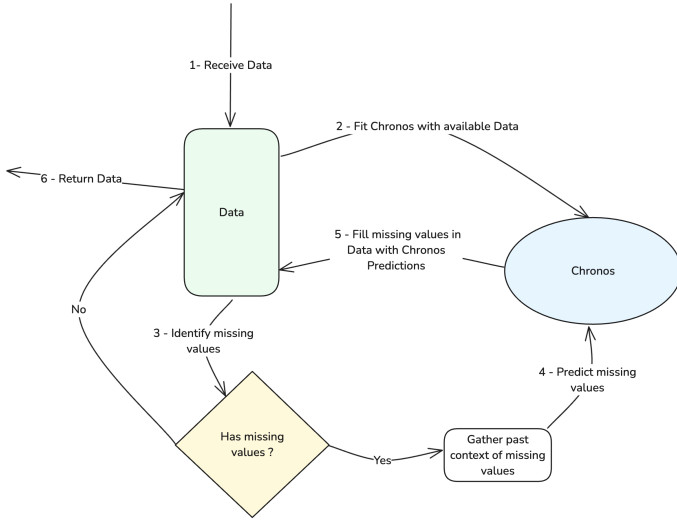 1- Receive Data
2 - Fit Chronos with available Data
6 - Return Data
Data
5 - Fill missing values in
Data with Chronos
Predictions
Chronos
No
3 - Identify missing
values
4 - Predict missing
values
Has missing
values ?
Yes
Gather past
context of missing
values